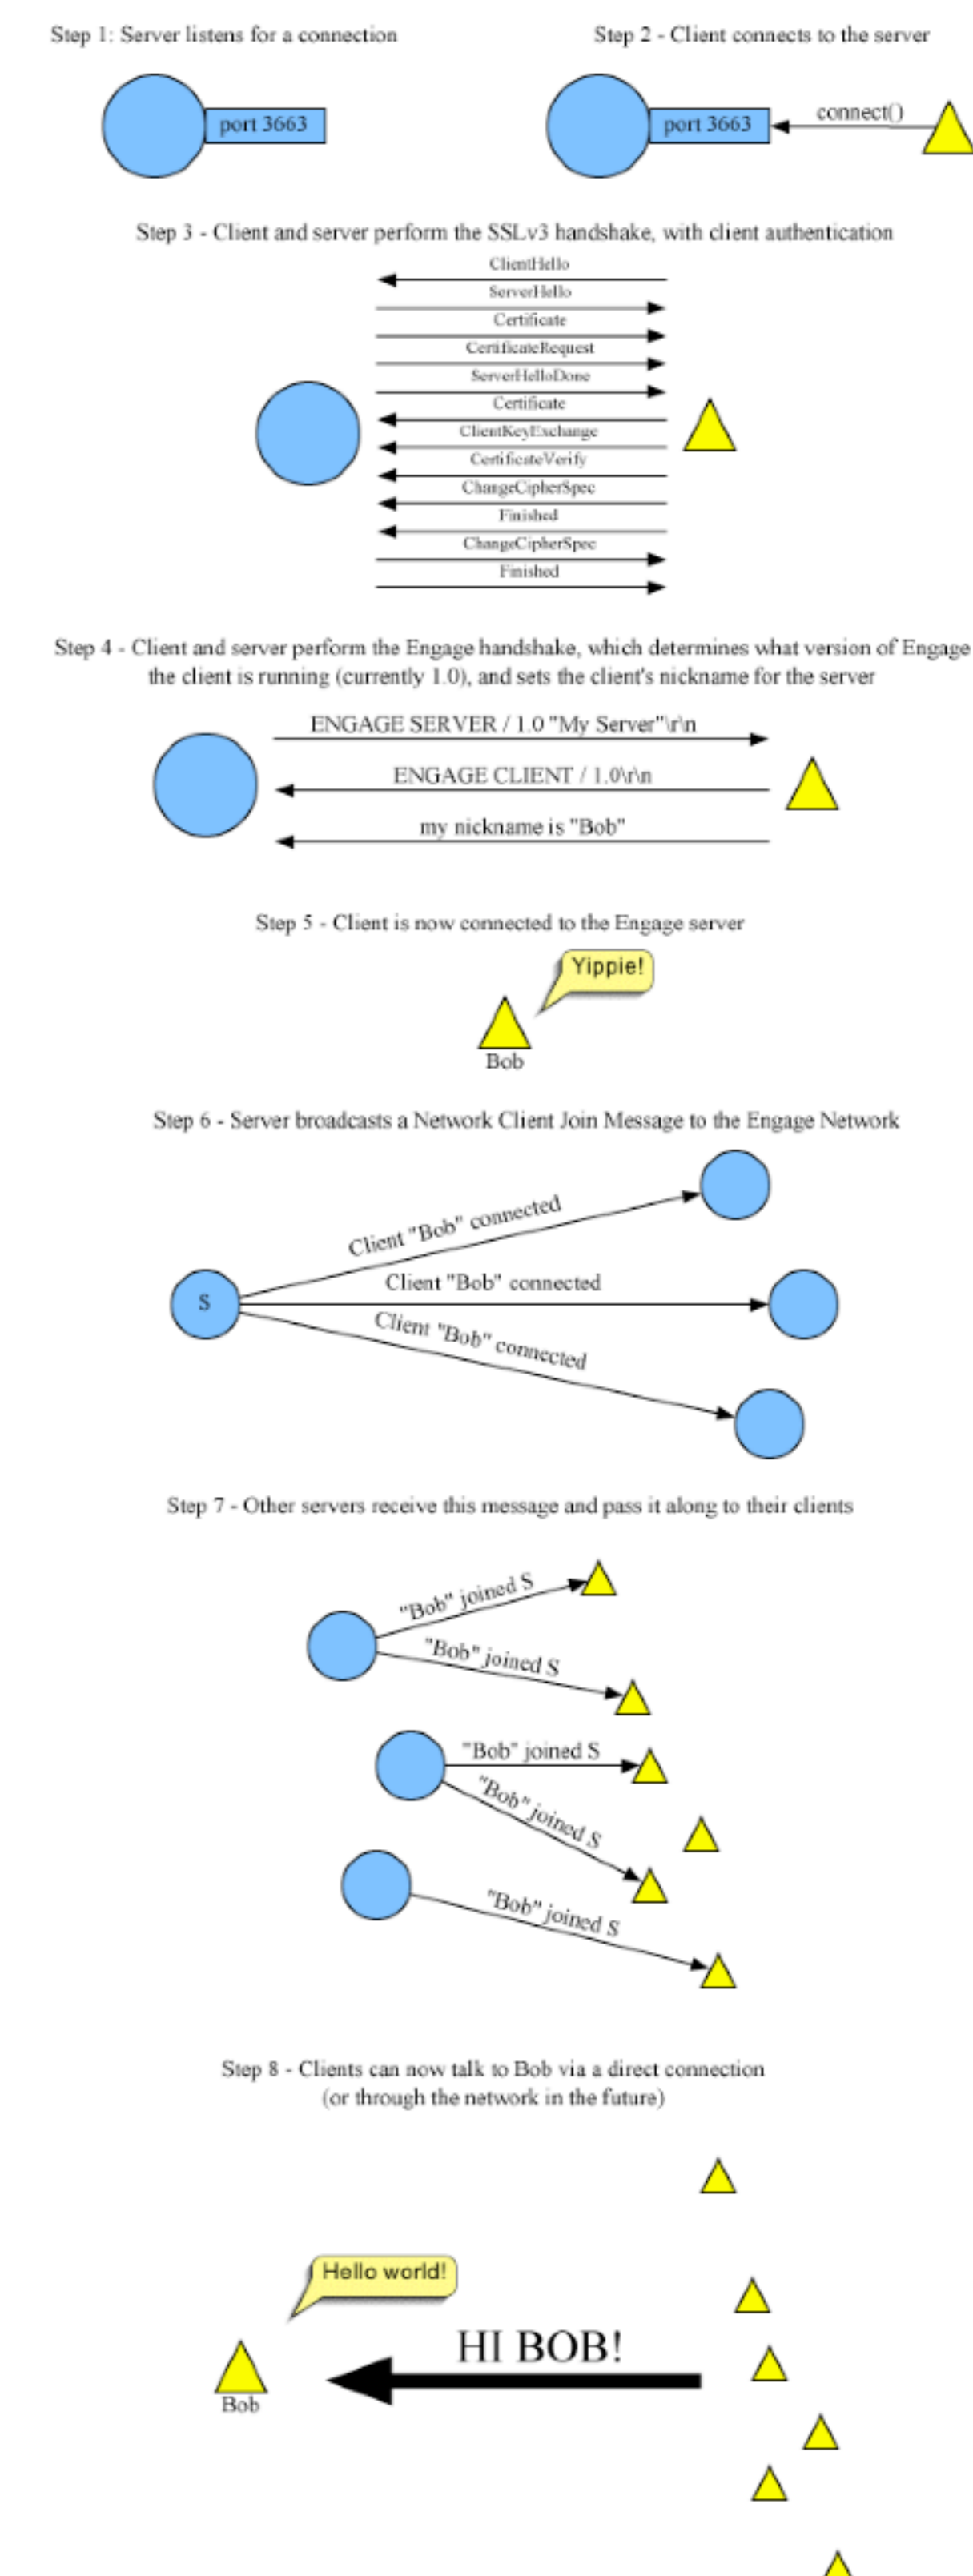 Step 1: Server listens for a connection
Step 2 - Client connects to the server
port 3663
port 3663
connect()
Step 3 - Client and server perform the SSLv3 handshake, with client authentication
ClientHello
ServerHello
Certificate
CertificateRequest
ServerHelloDone
Certificate
ClientKeyExchange
CertificateVerify
ChangeCipherSpec
Finished
ChangeCipherSpec
Finished
Step 4 - Client and server perform the Engage handshake, which determines what version of Engage
the client is running (currently 1.0), and sets the client's nickname for the server
ENGAGE SERVER / 1.0 "My Server"\r\n
ENGAGE CLIENT / 1.0\r\n
my nickname is "Bob"
Step 5 - Client is now connected to the Engage server
Yippie!
Bob
Step 6 - Server broadcasts a Network Client Join Message to the Engage Network
Client "Bob" connected
Client "Bob" connected
S
Client "Bob" connected
Step 7 - Other servers receive this message and pass it along to their clients
"Bob" joined S
"Bob" joined S
"Bob" joined S
"Bob" joined S
"Bob" joined S
Step 8 - Clients can now talk to Bob via a direct connection
(or through the network in the future)
Hello world!
HI BOB!
Bob